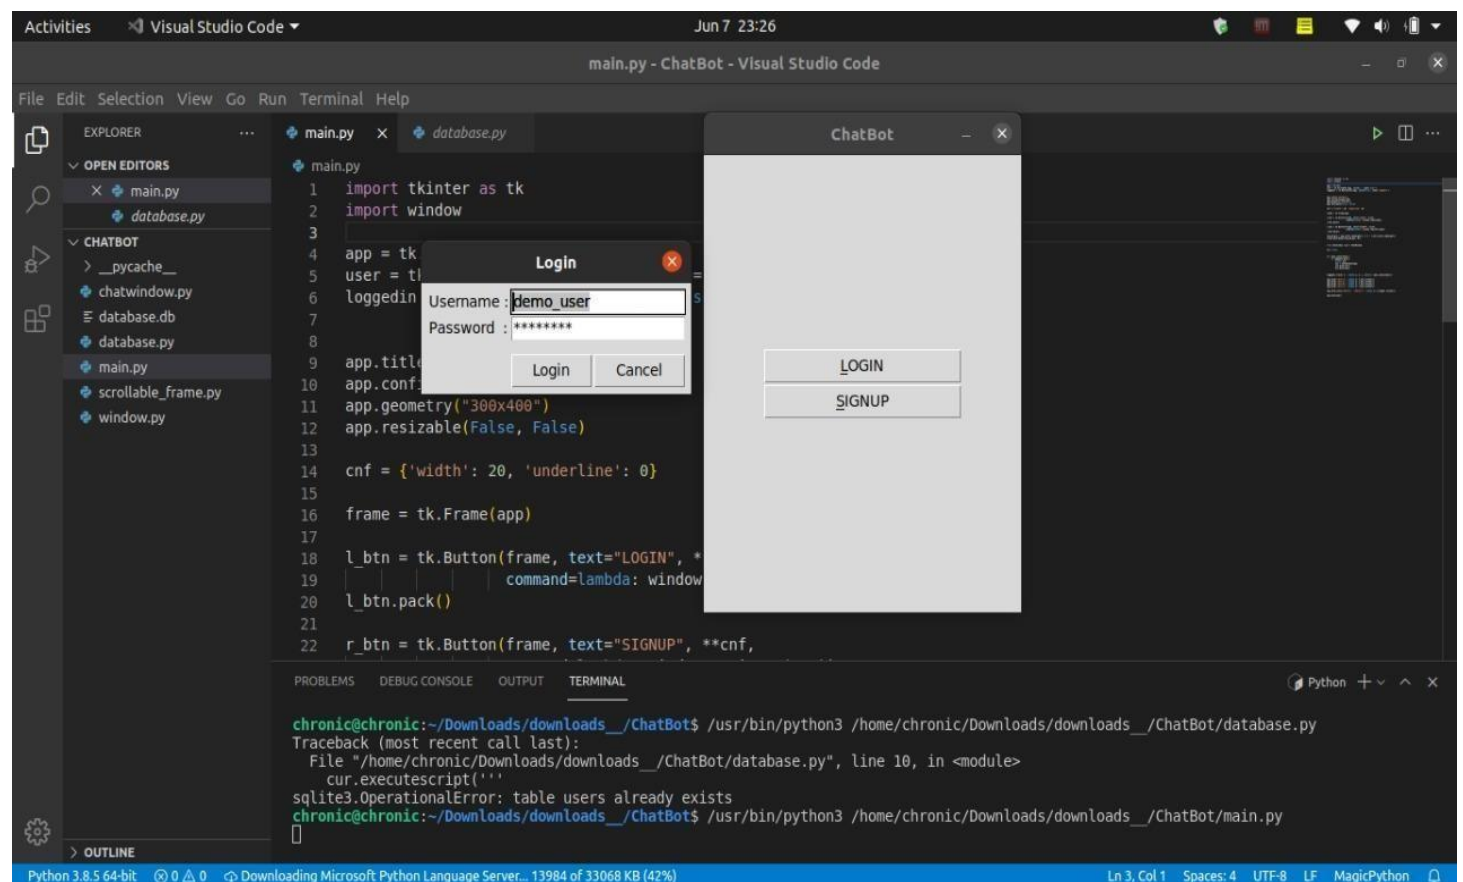 Activities Visual Studio Code Jun 7 23:26
main.py - ChatBot - Visual Studio Code
File Edit Selection View Go Run Terminal Help
EXPLORER ...
OPEN EDITORS
main.py
database.py
CHATBOT
__pycache__
chatwindow.py
database.db
database.py
main.py
scrollable_frame.py
window.py
OUTLINE
main.py database.py
main.py
1 import tkinter as tk
2 import window
3
4 app = tk
5 user = tk =
6 loggedin s
7
8
9 app.title
10 app.conf
11 app.geometry("300x400")
12 app.resizable(False, False)
13
14 cnf = {'width': 20, 'underline': 0}
15
16 frame = tk.Frame(app)
17
18 l_btn = tk.Button(frame, text="LOGIN", *
19 command=lambda: window
20 l_btn.pack()
21
22 r_btn = tk.Button(frame, text="SIGNUP", **cnf,
Login
Username : demo_user
Password : ********
Login Cancel
ChatBot
LOGIN
SIGNUP
PROBLEMS DEBUG CONSOLE OUTPUT TERMINAL Python
chronic@chronic:~/Downloads/downloads__/ChatBot$ /usr/bin/python3 /home/chronic/Downloads/downloads__/ChatBot/database.py
Traceback (most recent call last):
File "/home/chronic/Downloads/downloads__/ChatBot/database.py", line 10, in <module>
cur.executescript('''
sqlite3.OperationalError: table users already exists
chronic@chronic:~/Downloads/downloads__/ChatBot$ /usr/bin/python3 /home/chronic/Downloads/downloads__/ChatBot/main.py
Python 3.8.5 64-bit 0 0 Downloading Microsoft Python Language Server... 13984 of 33068 KB (42%) Ln 3, Col 1 Spaces: 4 UTF-8 LF MagicPython